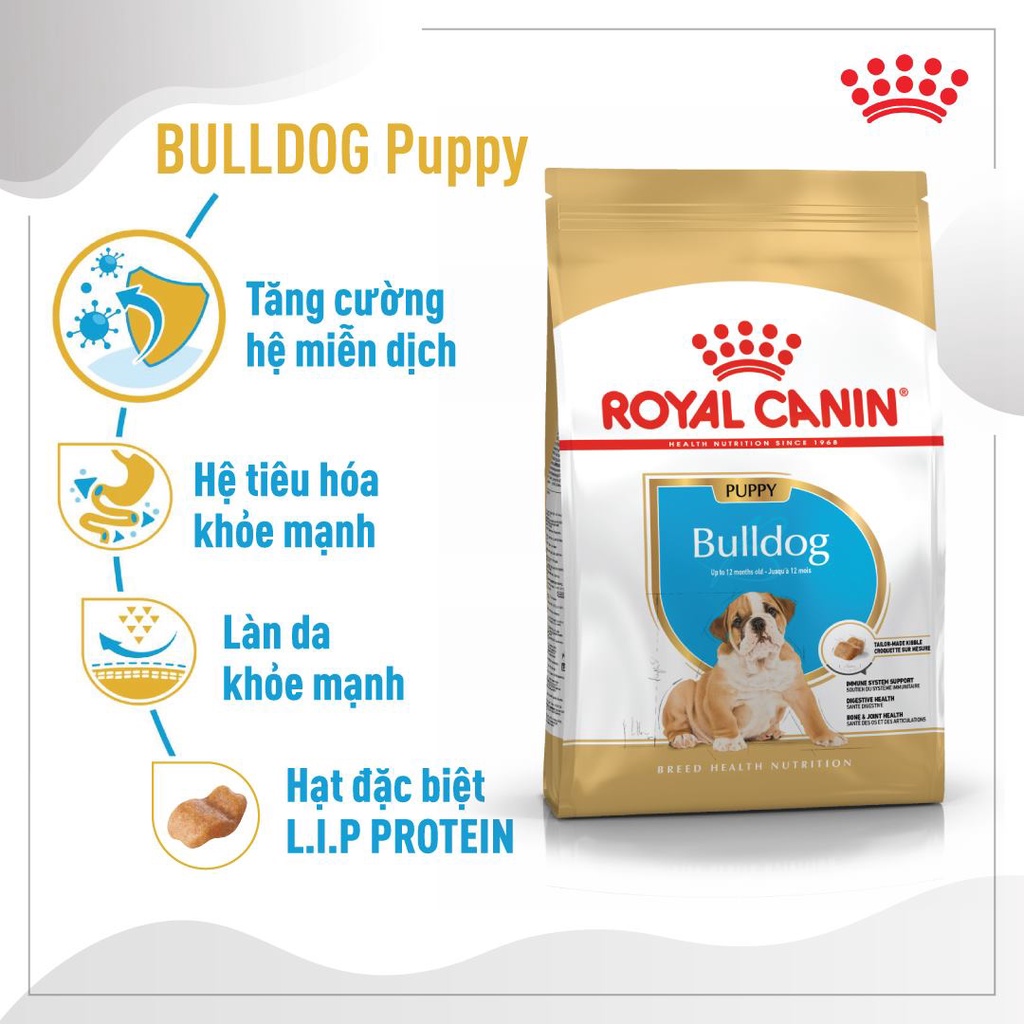 BULLDOG Puppy
Tăng cường
hệ miễn dịch
Hệ tiêu hóa
khỏe mạnh
Làn da
khỏe mạnh
Hạt đặc biệt
L.I.P PROTEIN
ROYAL CANIN®
HEALTH NUTRITION SINCE 1968
PUPPY
Bulldog
Up to 12 months old - Jusqu'à 12 mois
TAILOR-MADE KIBBLE
CROQUETTE SUR MESURE
IMMUNE SYSTEM SUPPORT
SOUTIEN DU SYSTÈME IMMUNITAIRE
DIGESTIVE HEALTH
SANTÉ DIGESTIVE
BONE & JOINT HEALTH
SANTÉ DES OS ET DES ARTICULATIONS
BREED HEALTH NUTRITION